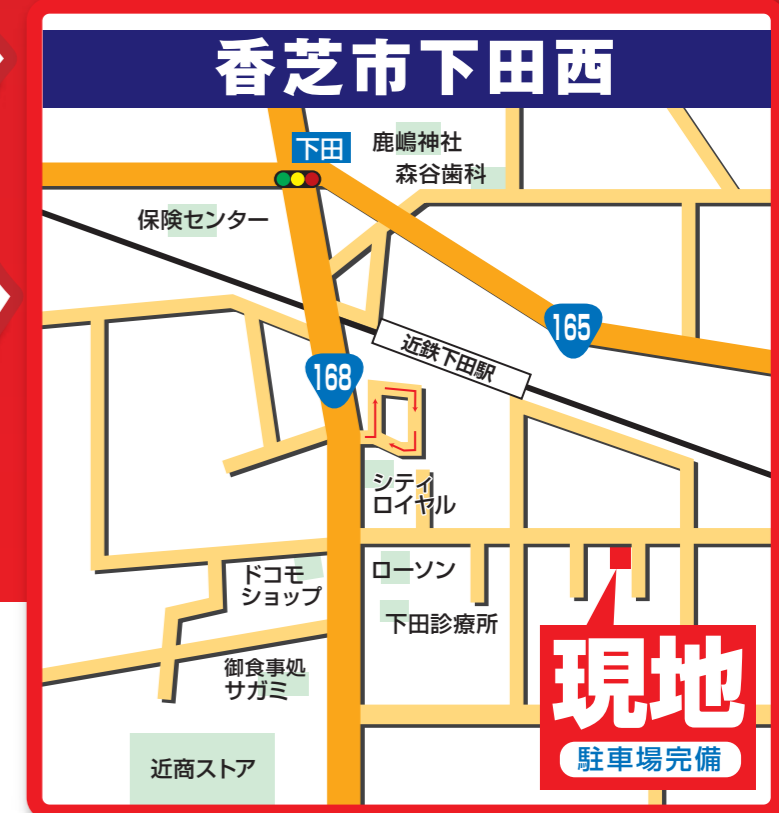 香芝市下田西
下田
鹿嶋神社
森谷歯科
保険センター
165
近鉄下田駅
168
シティ
ロイヤル
ドコモ
ショップ
ローソン
下田診療所
御食事処
サガミ
現地
駐車場完備
近商ストア